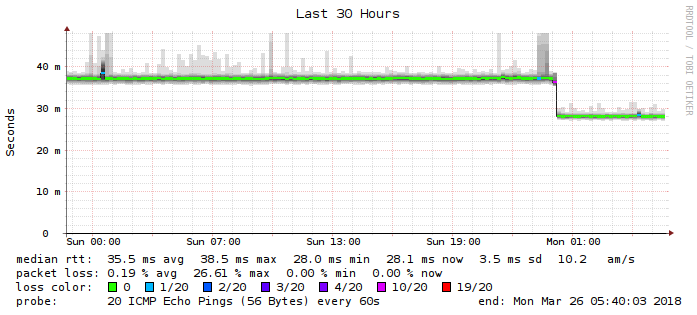 Last 30 Hours
RRDTOOL / TOBI OETIKER
Seconds
40 m
30 m
20 m
10 m
0
Sun 00:00 Sun 07:00 Sun 13:00 Sun 19:00 Mon 01:00
median rtt: 35.5 ms avg 38.5 ms max 28.0 ms min 28.1 ms now 3.5 ms sd 10.2 am/s
packet loss: 0.19 % avg 26.61 % max 0.00 % min 0.00 % now
loss color: 0 1/20 2/20 3/20 4/20 10/20 19/20
probe: 20 ICMP Echo Pings (56 Bytes) every 60s end: Mon Mar 26 05:40:03 2018